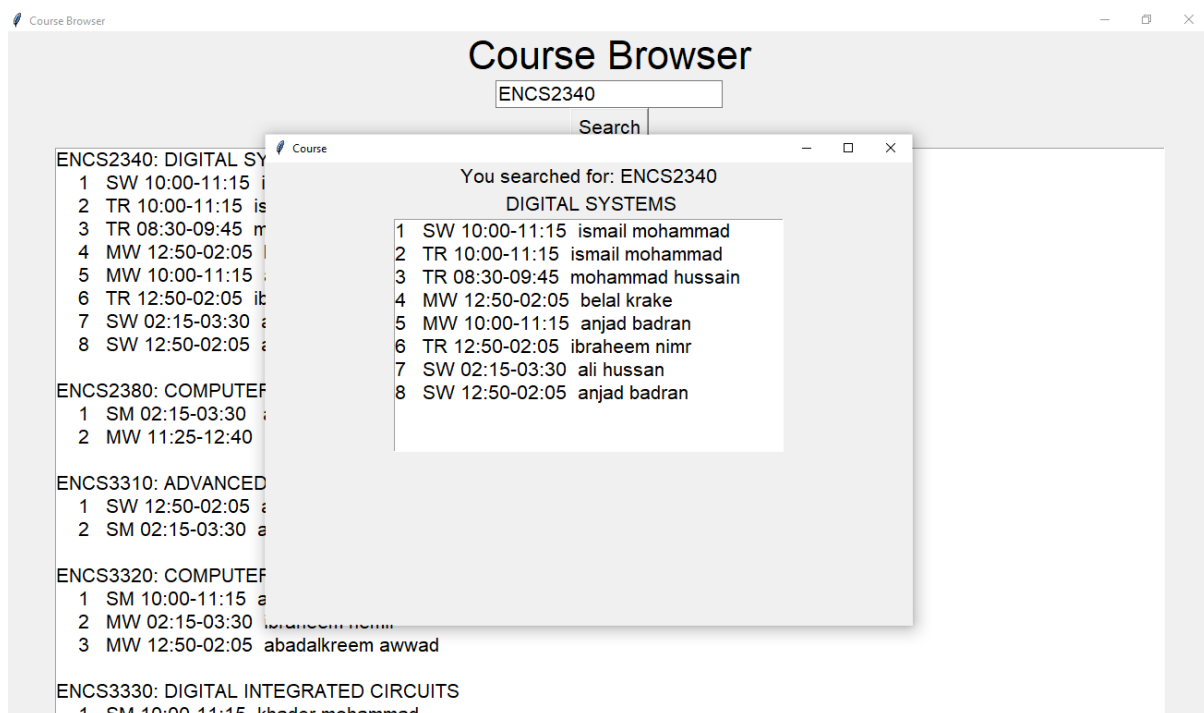 Course Browser
Course Browser
ENCS2340
Search
ENCS2340: DIGITAL
1 SW 10:00-11:15
2 TR 10:00-11:15
3 TR 08:30-09:45
4 MW 12:50-02:05
5 MW 10:00-11:15
6 TR 12:50-02:05
7 SW 02:15-03:30
8 SW 12:50-02:05
ENCS2380: COMPUTER
1 SM 02:15-03:30
2 MW 11:25-12:40
ENCS3310: ADVANCED
1 SW 12:50-02:05
2 SM 02:15-03:30
ENCS3320: COMPUTER
1 SM 10:00-11:15
2 MW 02:15-03:30
3 MW 12:50-02:05 abadalkreem awwad
ENCS3330: DIGITAL INTEGRATED CIRCUITS
1 SM 10:00-11:15 khader mohammad
Course
You searched for: ENCS2340
DIGITAL SYSTEMS
1 SW 10:00-11:15 ismail mohammad
2 TR 10:00-11:15 ismail mohammad
3 TR 08:30-09:45 mohammad hussain
4 MW 12:50-02:05 belal krake
5 MW 10:00-11:15 anjad badran
6 TR 12:50-02:05 ibraheem nimr
7 SW 02:15-03:30 ali hussan
8 SW 12:50-02:05 anjad badran